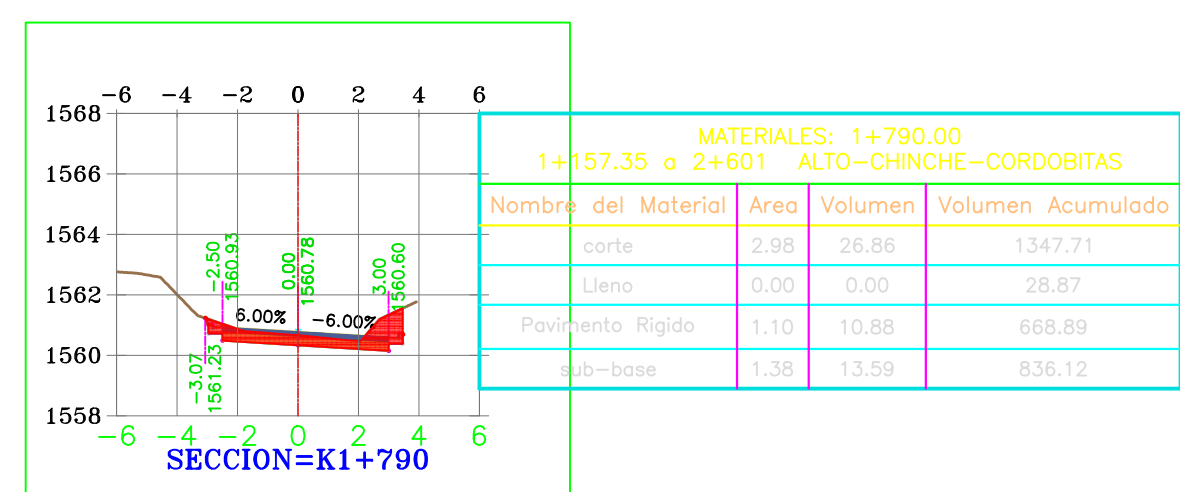 -6 -4 -2 0 2 4 6
1568
1566
1564
1562
1560
1558
-2.50
1560.93
0.00
1560.78
3.00
1560.60
6.00% -6.00%
-3.07
1561.23
-6 -4 -2 0 2 4 6
SECCION=K1+790
MATERIALES: 1+790.00
1+157.35 a 2+601 ALTO-CHINCHE-CORDOBITAS
Nombre del Material Area Volumen Volumen Acumulado
corte 2.98 26.86 1347.71
Lleno 0.00 0.00 28.87
Pavimento Rigido 1.10 10.88 668.89
sub-base 1.38 13.59 836.12